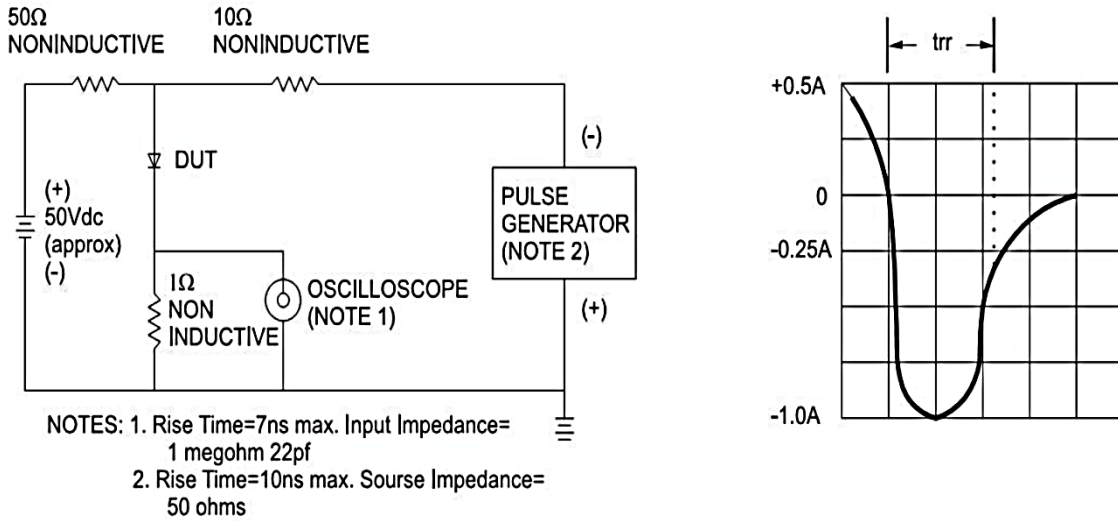 50Ω
NONINDUCTIVE
10Ω
NONINDUCTIVE
DUT
(+)
50Vdc
(approx)
(-)
1Ω
NON
INDUCTIVE
OSCILLOSCOPE
(NOTE 1)
(-)
PULSE
GENERATOR
(NOTE 2)
(+)
NOTES: 1. Rise Time=7ns max. Input Impedance=
1 megohm 22pf
2. Rise Time=10ns max. Sourse Impedance=
50 ohms
trr
+0.5A
0
-0.25A
-1.0A